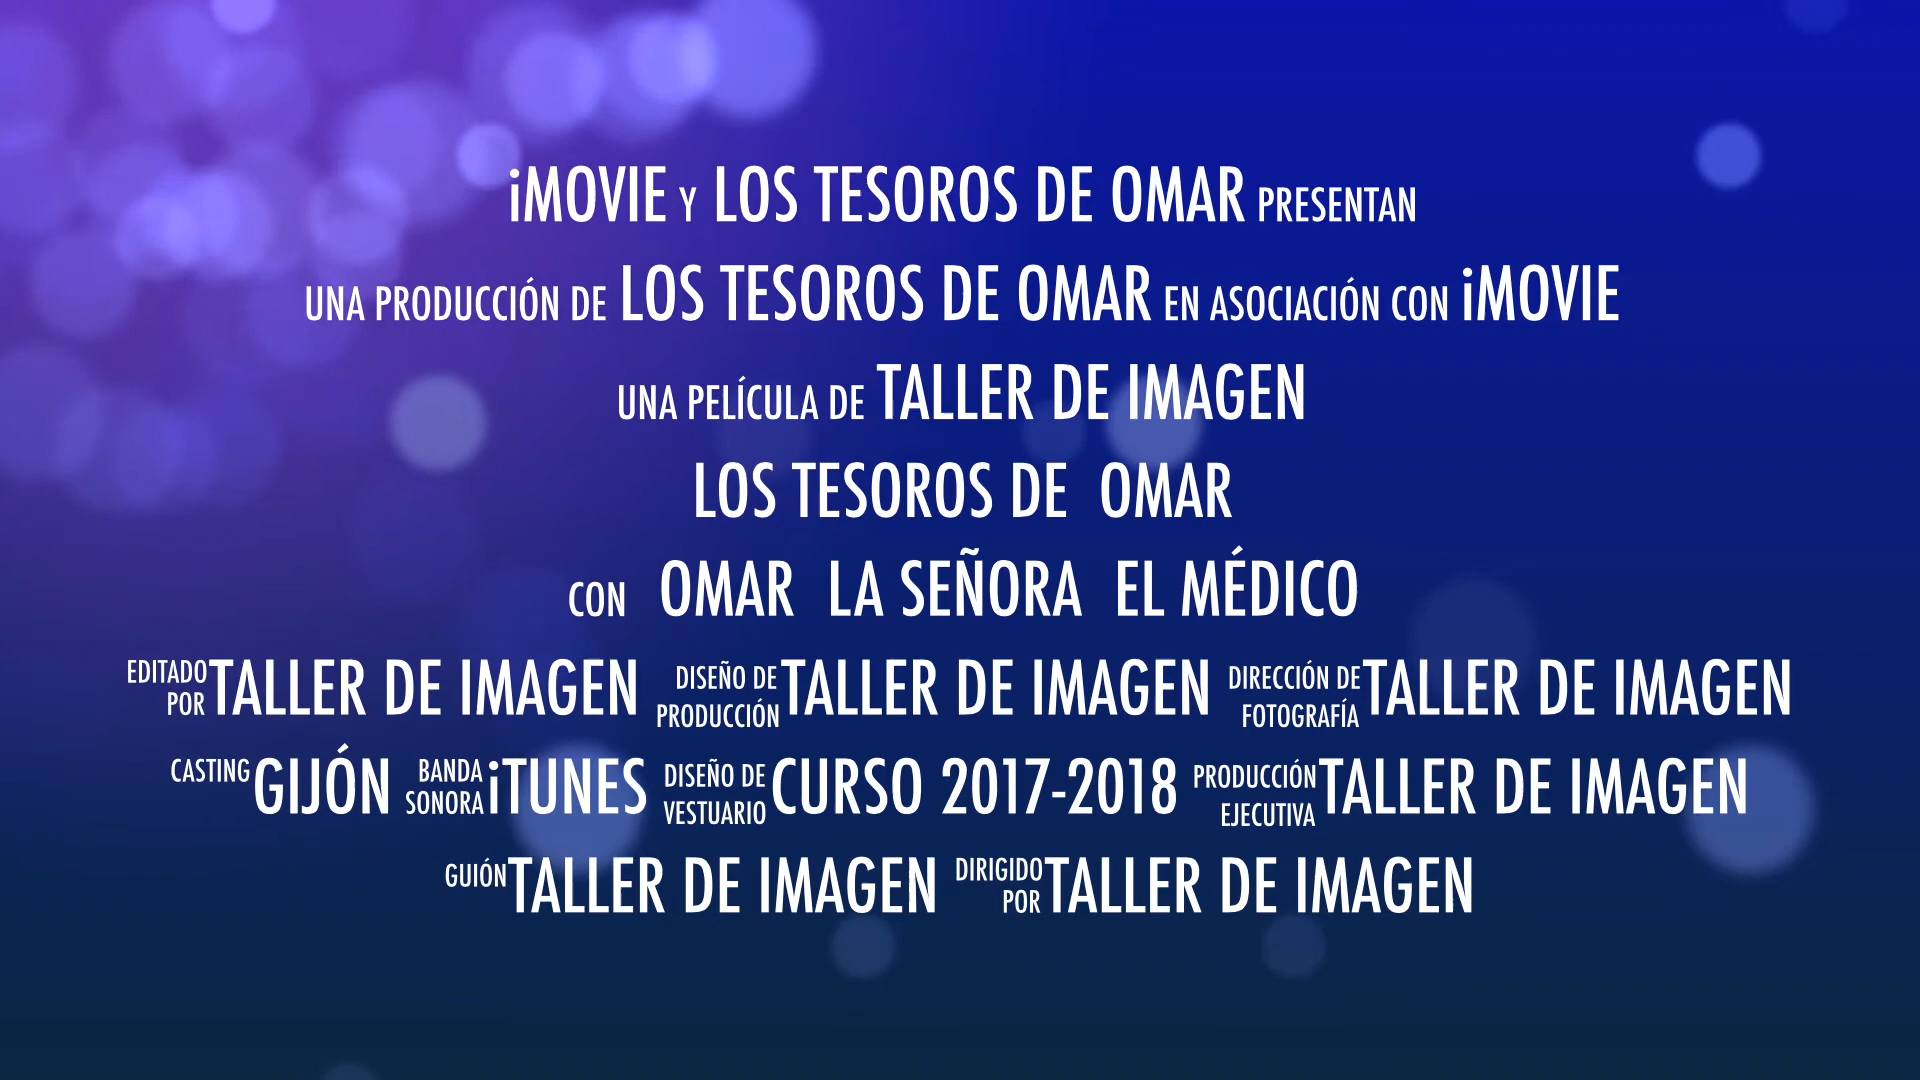 iMOVIE Y LOS TESOROS DE OMAR PRESENTAN
UNA PRODUCCIÓN DE LOS TESOROS DE OMAR EN ASOCIACIÓN CON iMOVIE
UNA PELÍCULA DE TALLER DE IMAGEN
LOS TESOROS DE OMAR
CON OMAR LA SEÑORA EL MÉDICO
EDITADO POR TALLER DE IMAGEN DISEÑO DE PRODUCCIÓN TALLER DE IMAGEN DIRECCIÓN DE FOTOGRAFÍA TALLER DE IMAGEN
CASTING GIJÓN BANDA SONORA iTUNES DISEÑO DE VESTUARIO CURSO 2017-2018 PRODUCCIÓN EJECUTIVA TALLER DE IMAGEN
GUIÓN TALLER DE IMAGEN DIRIGIDO POR TALLER DE IMAGEN